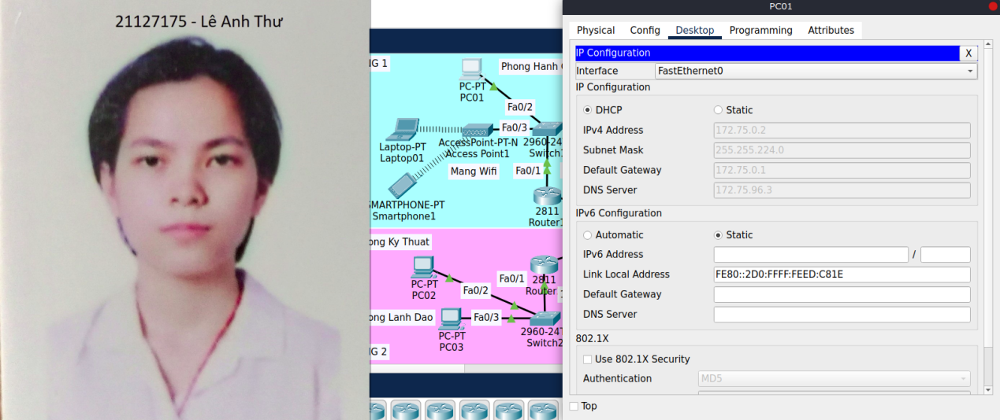 21127175 - Lê Anh Thư
NG 1
Phong Hanh
PC-PT
PC01
Fa0/2
Fa0/3
Laptop-PT
Laptop01
AccessPoint-PT-N
Access Point1
2960-24
Switch
Mang Wifi
Fa0/1
SMARTPHONE-PT
Smartphone1
2811
Router
ong Ky Thuat
PC-PT
PC02
Fa0/1
2811
Router
Fa0/2
ong Lanh Dao
Fa0/3
PC-PT
PC03
2960-24T
Switch2
NG 2
PC01
Physical Config Desktop Programming Attributes
IP Configuration X
Interface FastEthernet0
IP Configuration
DHCP Static
IPv4 Address 172.75.0.2
Subnet Mask 255.255.224.0
Default Gateway 172.75.0.1
DNS Server 172.75.96.3
IPv6 Configuration
Automatic Static
IPv6 Address /
Link Local Address FE80::2D0:FFFF:FEED:C81E
Default Gateway
DNS Server
802.1X
Use 802.1X Security
Authentication MD5
Top